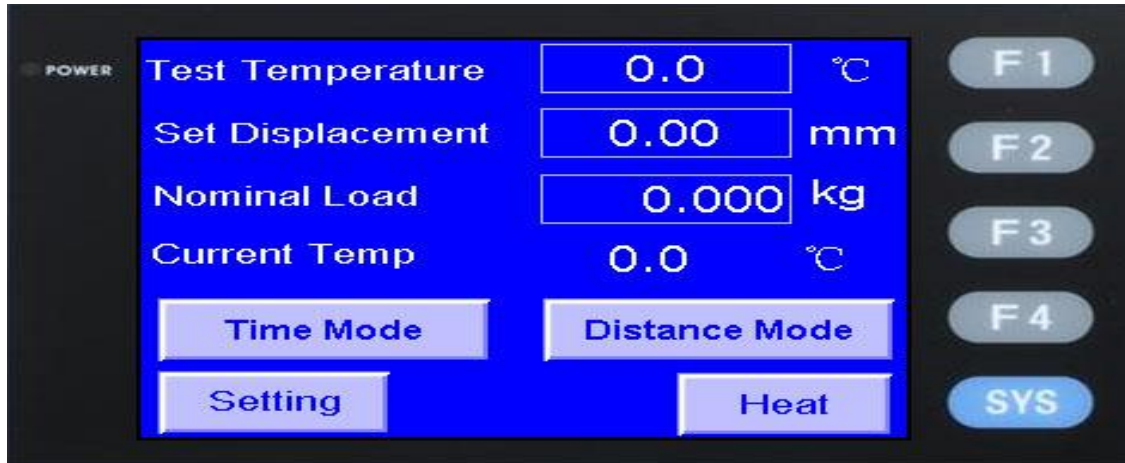 POWER
Test Temperature 0.0 ℃
F1
Set Displacement 0.00 mm
F2
Nominal Load 0.000 kg
F3
Current Temp 0.0 ℃
Time Mode Distance Mode
F4
Setting Heat
SYS